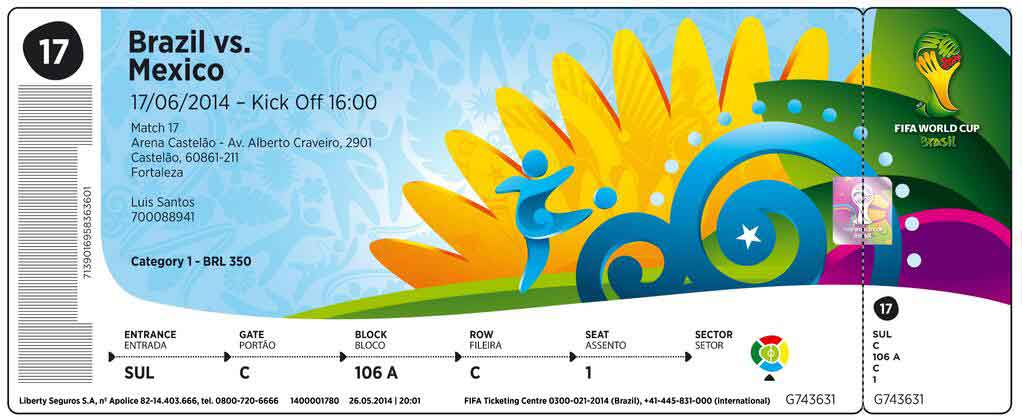 17
Brazil vs.
Mexico
17/06/2014 – Kick Off 16:00
Match 17
Arena Castelão - Av. Alberto Craveiro, 2901
Castelão, 60861-211
Fortaleza
Luis Santos
700088941
Category 1 - BRL 350
7139016958363601
ENTRANCE GATE BLOCK ROW SEAT SECTOR
ENTRADA PORTÃO BLOCO FILEIRA ASSENTO SETOR
SUL C 106 A C 1
Liberty Seguros S.A, nº Apolice 82-14.403.666, tel. 0800-720-6666 1400001780 26.05.2014 | 20:01 FIFA Ticketing Centre 0300-021-2014 (Brazil), +41-445-831-000 (international) G743631
FIFA WORLD CUP
Brasil
17
SUL
C
106 A
C
1
G743631